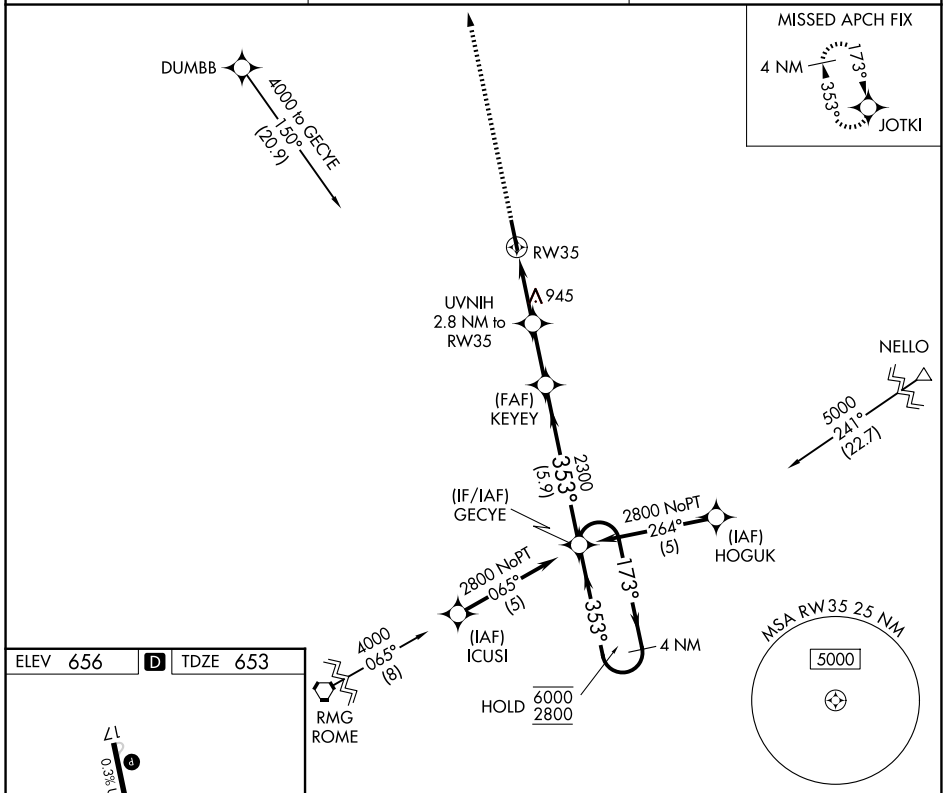 MISSED APCH FIX
4 NM
173°
353°
JOTKI
DUMBB
4000 to GECYE
150°
(20.9)
RW35
945
UVNIH
2.8 NM to
RW35
NELLO
5000
241°
(22.7)
(FAF)
KEYEY
2300
353°
(5.9)
(IF/IAF)
GECYE
2800 NoPT
264°
(5)
(IAF)
HOGUK
2800 NoPT
065°
(5)
(IAF)
ICUSI
173°
353°
4 NM
HOLD
6000
2800
4000
065°
(8)
RMG
ROME
MSA RW35 25 NM
5000
ELEV 656 D TDZE 653
17
P
0.3%